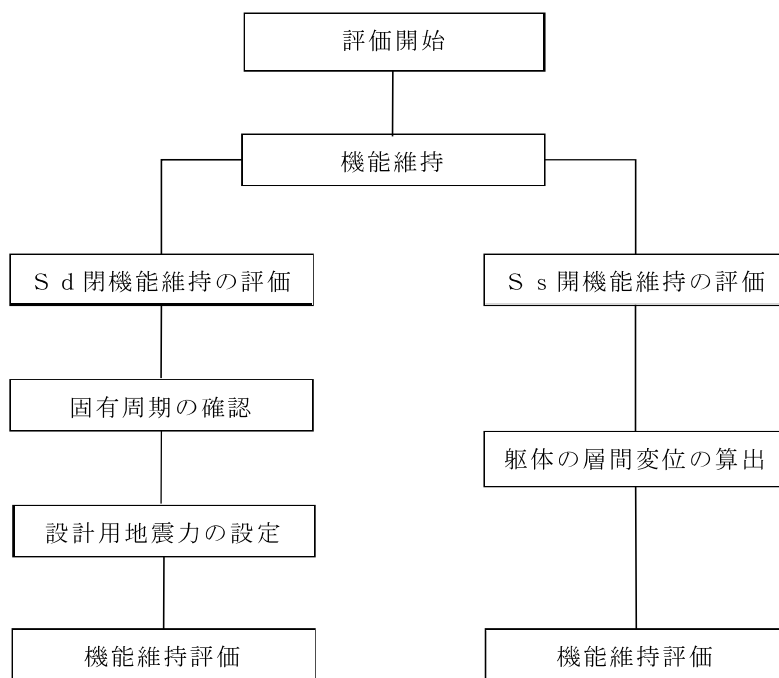 評価開始
機能維持
Ｓｄ閉機能維持の評価
Ｓｓ開機能維持の評価
固有周期の確認
躯体の層間変位の算出
設計用地震力の設定
機能維持評価
機能維持評価